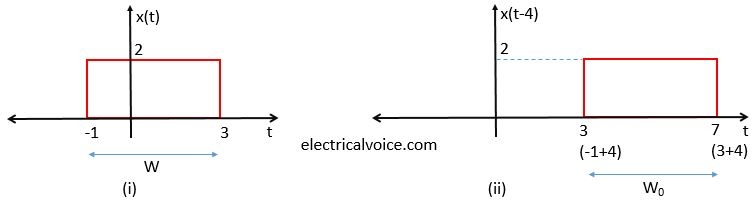 x(t)
2
-1
3
t
W
(i)
electricalvoice.com
x(t-4)
2
3
7
t
(-1+4)
(3+4)
W₀
(ii)